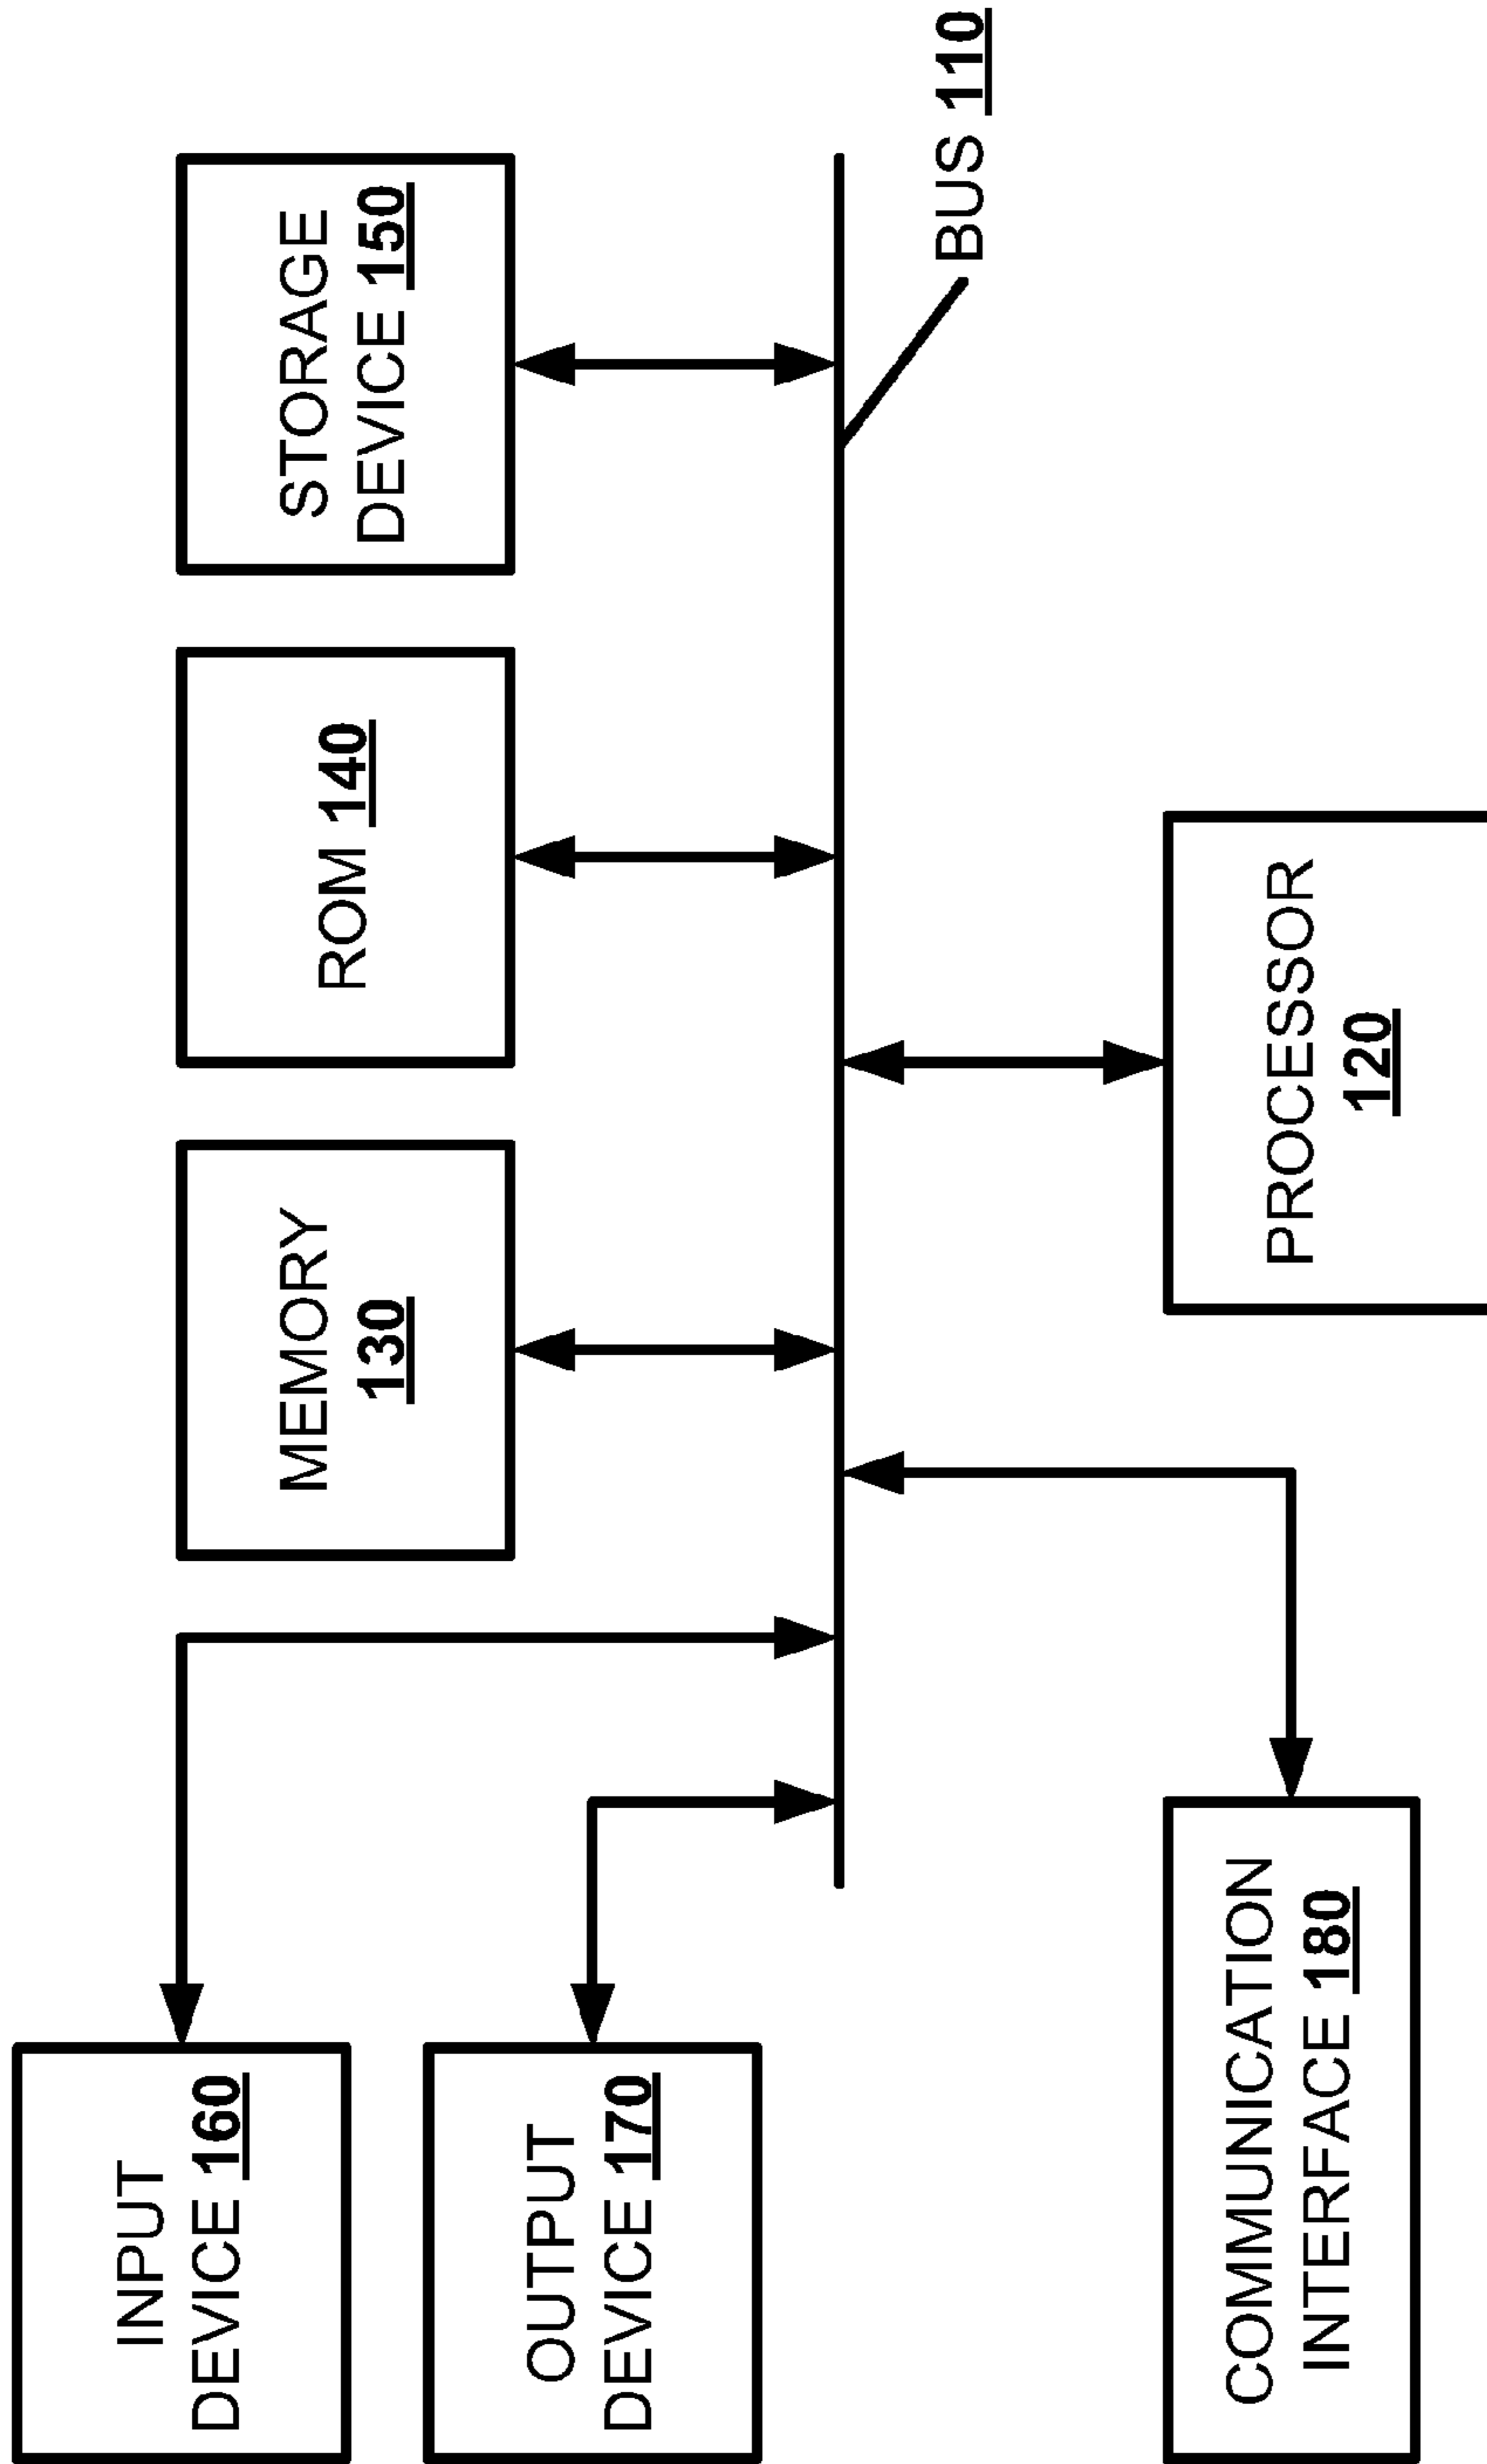 INPUT
DEVICE 160
OUTPUT
DEVICE 170
MEMORY
130
ROM 140
STORAGE
DEVICE 150
BUS 110
PROCESSOR
120
COMMUNICATION
INTERFACE 180